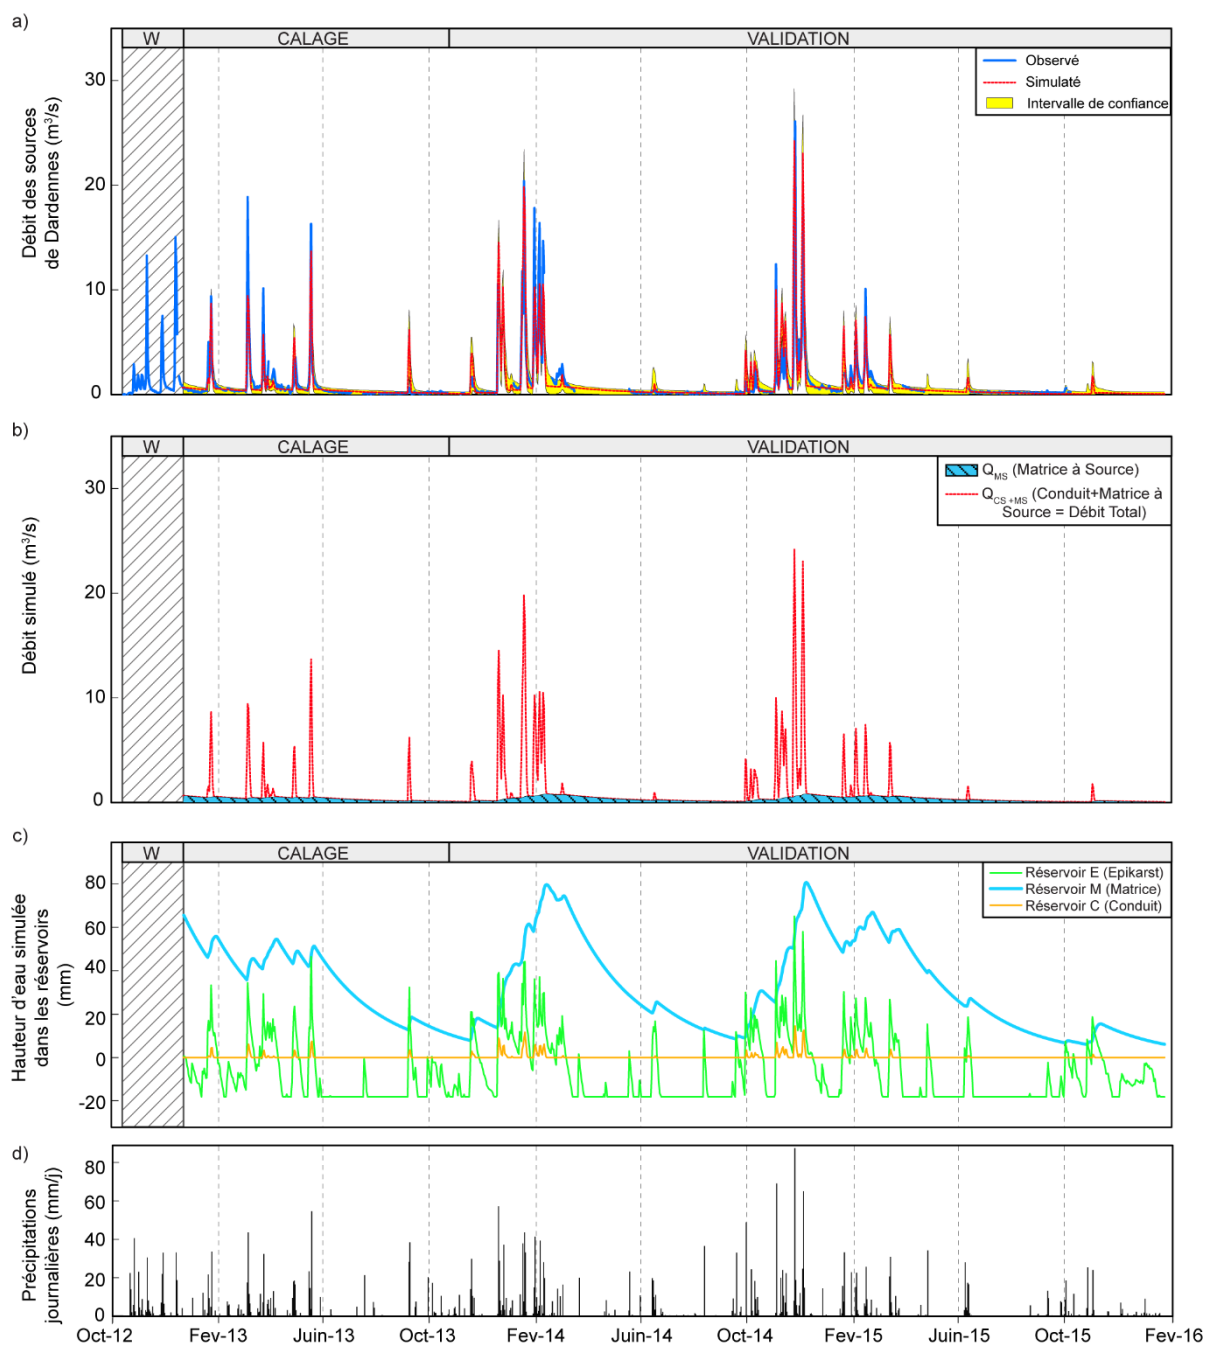 a)
W CALAGE VALIDATION
Débit des sources
de Dardennes (m³/s)
30
20
10
0
Observé
Simulaté
Intervalle de confiance
b)
W CALAGE VALIDATION
Débit simulé (m³/s)
30
20
10
0
QMS (Matrice à Source)
QCS+MS (Conduit+Matrice à
Source = Débit Total)
c)
W CALAGE VALIDATION
Hauteur d'eau simulée
dans les réservoirs
(mm)
80
60
40
20
0
-20
Réservoir E (Epikarst)
Réservoir M (Matrice)
Réservoir C (Conduit)
d)
Précipitations
journalières (mm/j)
80
60
40
20
0
Oct-12 Fev-13 Juin-13 Oct-13 Fev-14 Juin-14 Oct-14 Fev-15 Juin-15 Oct-15 Fev-16